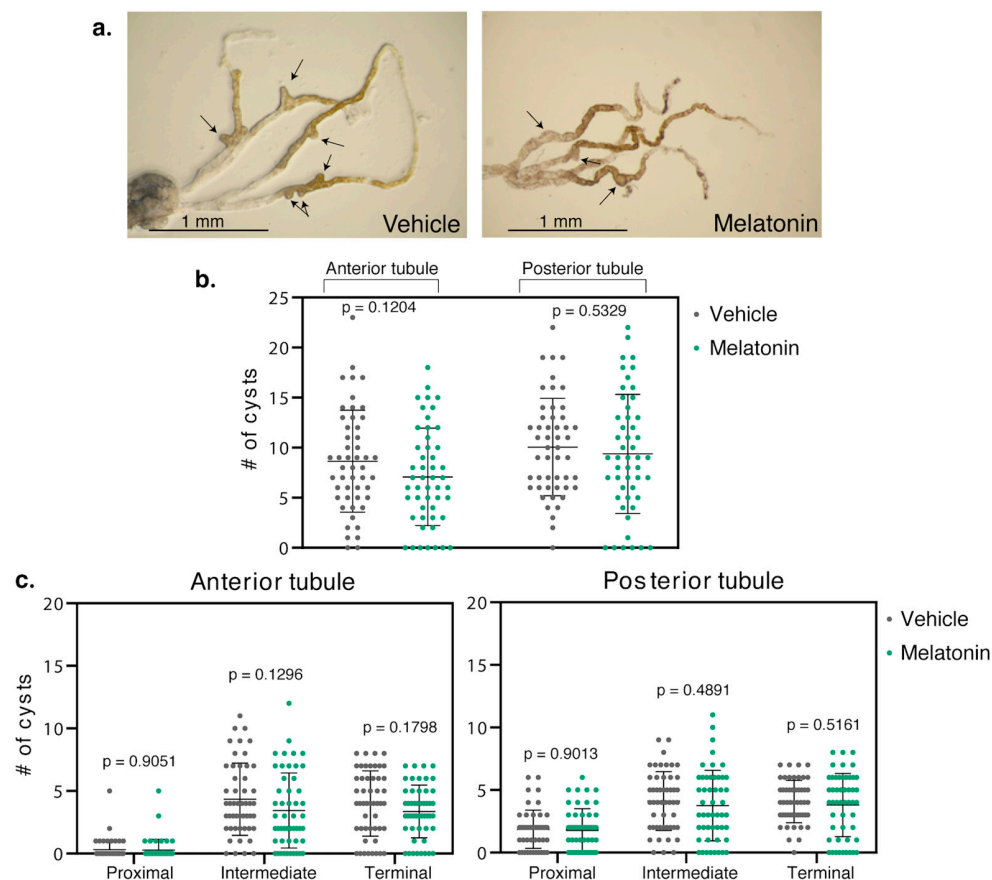 a.
1 mm
Vehicle
1 mm
Melatonin
b.
Anterior tubule
Posterior tubule
p = 0.1204
p = 0.5329
25
20
15
10
5
0
# of cysts
Vehicle
Melatonin
c.
Anterior tubule
20
15
10
5
0
# of cysts
p = 0.9051
p = 0.1296
p = 0.1798
Proximal
Intermediate
Terminal
Posterior tubule
20
15
10
5
0
p = 0.9013
p = 0.4891
p = 0.5161
Proximal
Intermediate
Terminal
Vehicle
Melatonin